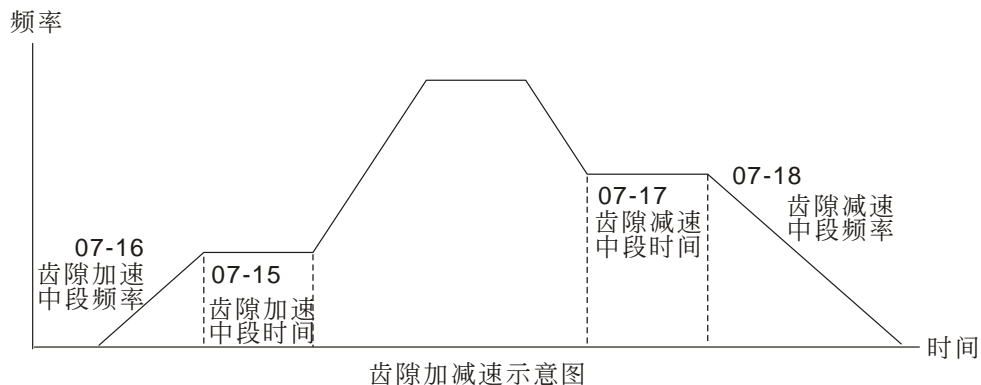 频率
07-16
齿隙加速
中段频率
07-15
齿隙加速
中段时间
07-17
齿隙减速
中段时间
07-18
齿隙减速
中段频率
时间
齿隙加减速示意图